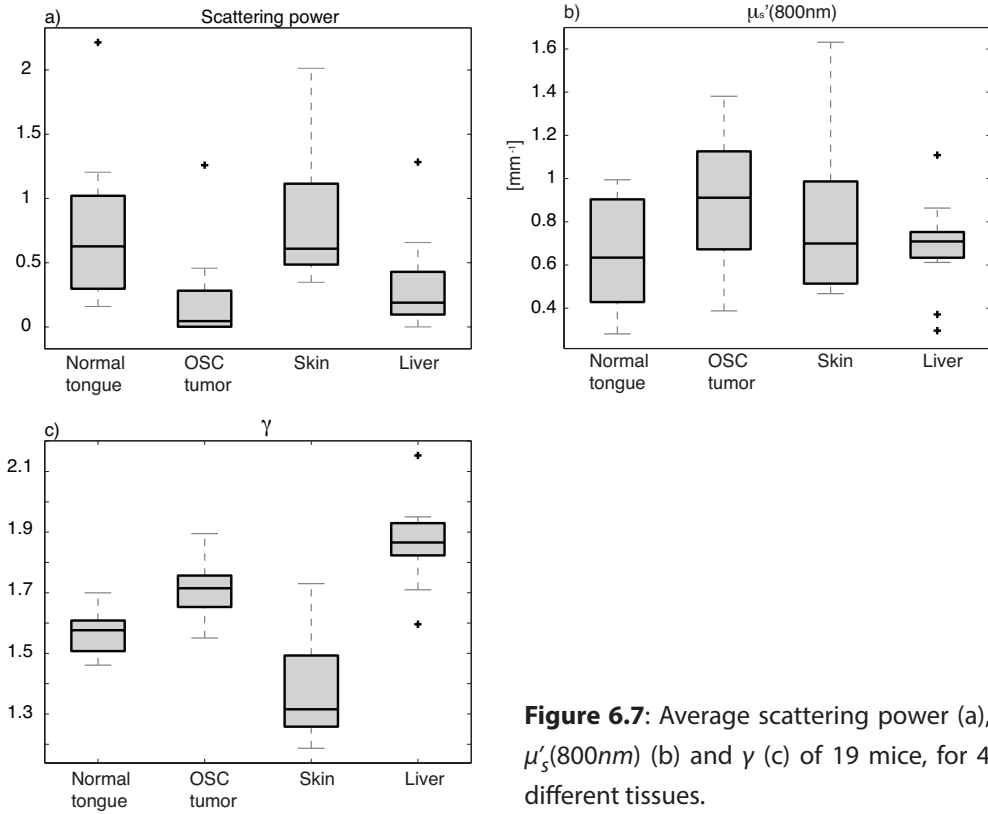 a)
Scattering power
2
1.5
1
0.5
0
Normal tongue
OSC tumor
Skin
Liver
b)
μs’(800nm)
[mm⁻¹]
1.6
1.4
1.2
1
0.8
0.6
0.4
Normal tongue
OSC tumor
Skin
Liver
c)
γ
2.1
1.9
1.7
1.5
1.3
Normal tongue
OSC tumor
Skin
Liver
Figure 6.7: Average scattering power (a),
μ′s(800nm) (b) and γ (c) of 19 mice, for 4
different tissues.